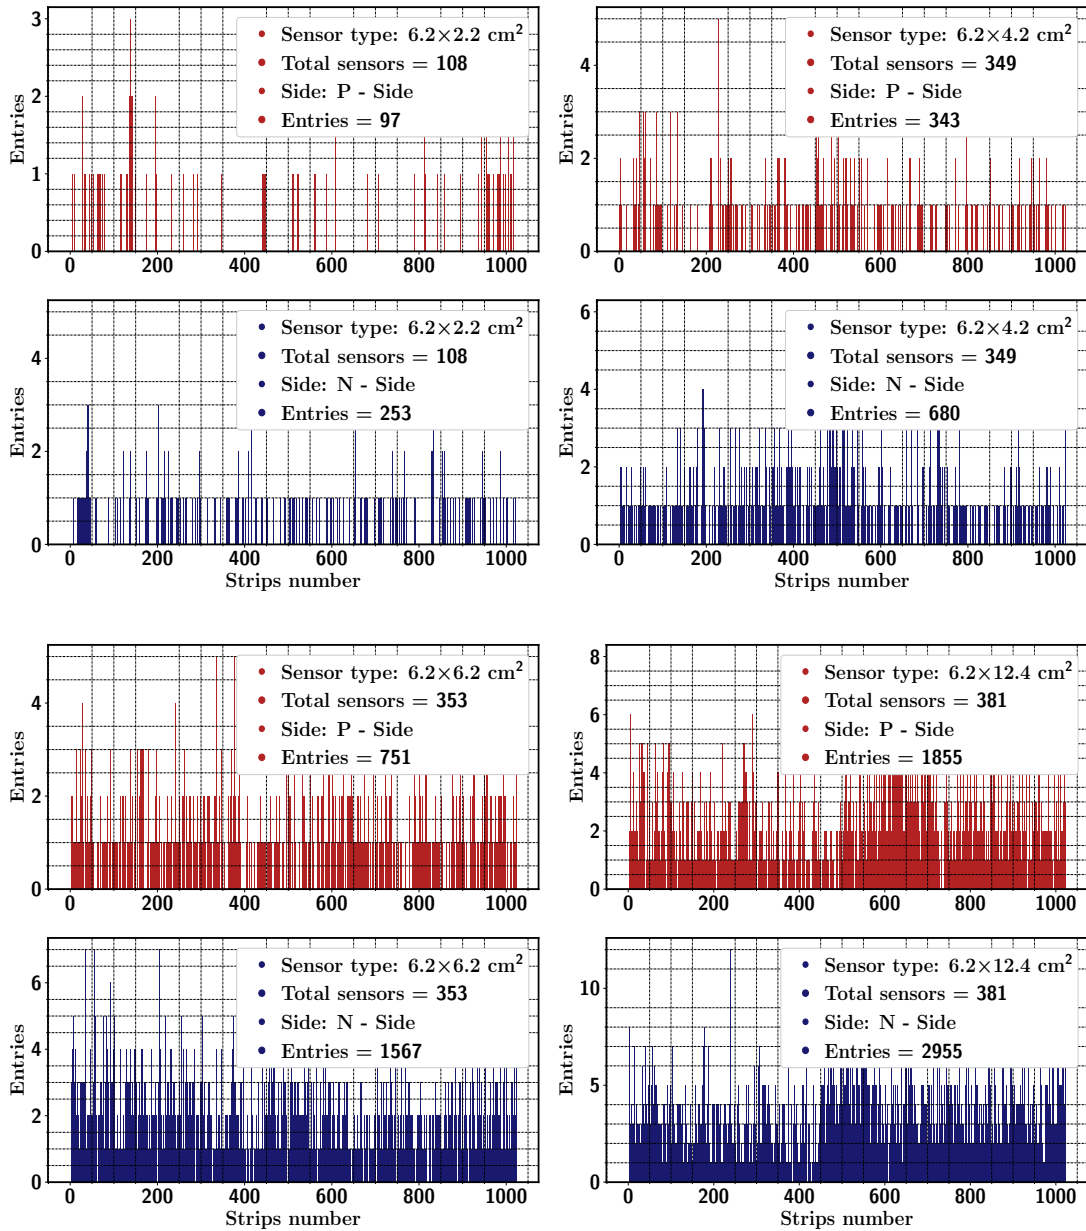 3
2
1
0
Entries
Sensor type: 6.2×2.2 cm²
Total sensors = 108
Side: P - Side
Entries = 97
0 200 400 600 800 1000
4
2
0
Entries
Sensor type: 6.2×4.2 cm²
Total sensors = 349
Side: P - Side
Entries = 343
0 200 400 600 800 1000
4
2
0
Entries
Sensor type: 6.2×2.2 cm²
Total sensors = 108
Side: N - Side
Entries = 253
0 200 400 600 800 1000
Strips number
6
4
2
0
Entries
Sensor type: 6.2×4.2 cm²
Total sensors = 349
Side: N - Side
Entries = 680
0 200 400 600 800 1000
Strips number
4
2
0
Entries
Sensor type: 6.2×6.2 cm²
Total sensors = 353
Side: P - Side
Entries = 751
0 200 400 600 800 1000
8
6
4
2
0
Entries
Sensor type: 6.2×12.4 cm²
Total sensors = 381
Side: P - Side
Entries = 1855
0 200 400 600 800 1000
6
4
2
0
Entries
Sensor type: 6.2×6.2 cm²
Total sensors = 353
Side: N - Side
Entries = 1567
0 200 400 600 800 1000
Strips number
10
5
0
Entries
Sensor type: 6.2×12.4 cm²
Total sensors = 381
Side: N - Side
Entries = 2955
0 200 400 600 800 1000
Strips number